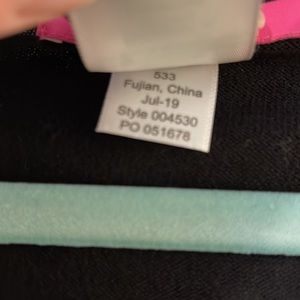 533
Fujian, China
Jul-19
Style 004530
PO 051678